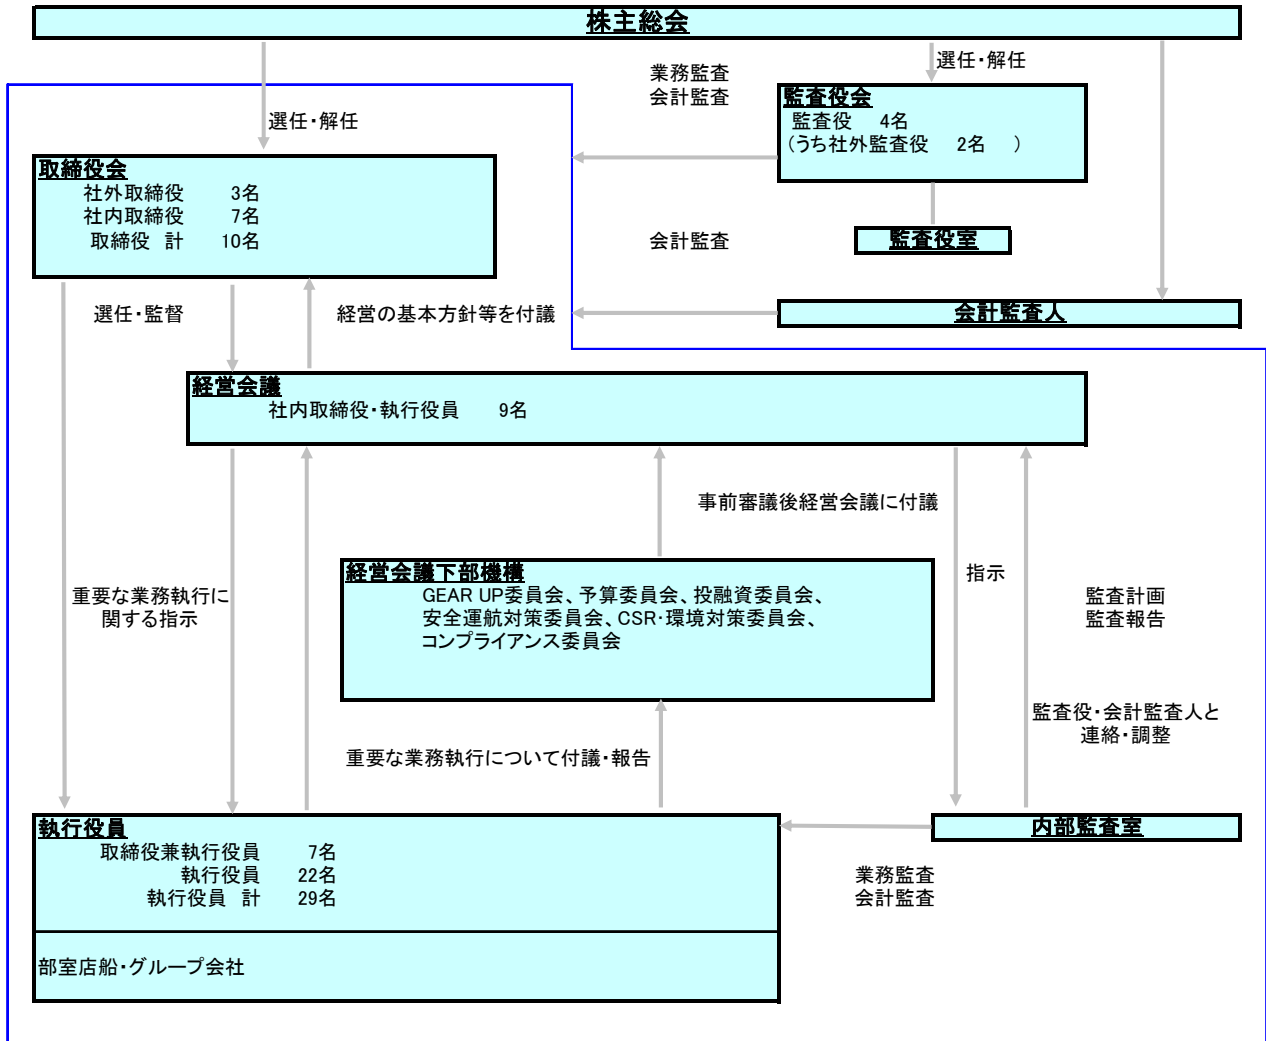 株主総会
選任・解任
業務監査
会計監査
監査役会
監査役 4名
(うち社外監査役 2名 )
選任・解任
取締役会
社外取締役 3名
社内取締役 7名
取締役 計 10名
会計監査
監査役室
選任・監督
経営の基本方針等を付議
会計監査人
経営会議
社内取締役・執行役員 9名
事前審議後経営会議に付議
経営会議下部機構
GEAR UP委員会、予算委員会、投融資委員会、
安全運航対策委員会、CSR・環境対策委員会、
コンプライアンス委員会
指示
重要な業務執行に
関する指示
監査計画
監査報告
監査役・会計監査人と
連絡・調整
重要な業務執行について付議・報告
執行役員
取締役兼執行役員 7名
執行役員 22名
執行役員 計 29名
内部監査室
業務監査
会計監査
部室店船・グループ会社